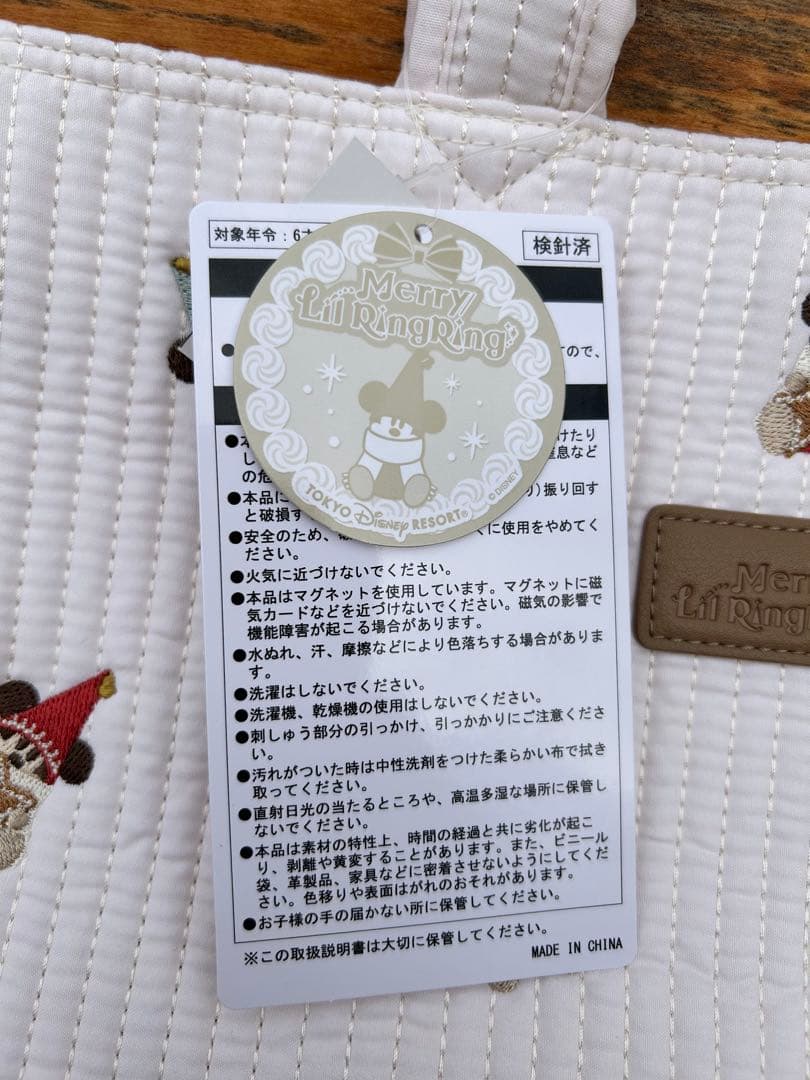 対象年令：6
検針済
Merry
Lil RingRing
TOKYO DISNEY RESORT®
© DISNEY
すので、
●
けたり
し 窒息など
の危
●本品に り）振り回す
と破損す
●安全のため、 に使用をやめてく
ださい。
●火気に近づけないでください。
●本品はマグネットを使用しています。マグネットに磁
気カードなどを近づけないでください。磁気の影響で
機能障害が起こる場合があります。
●水ぬれ、汗、摩擦などにより色落ちする場合がありま
す。
●洗濯はしないでください。
●洗濯機、乾燥機の使用はしないでください。
●刺しゅう部分の引っかけ、引っかかりにご注意くださ
い。
●汚れがついた時は中性洗剤をつけた柔らかい布で拭き
取ってください。
●直射日光の当たるところや、高温多湿な場所に保管し
ないでください。
●本品は素材の特性上、時間の経過と共に劣化が起こ
り、剥離や黄変することがあります。また、ビニール
袋、革製品、家具などに密着させないようにしてくだ
さい。色移りや表面はがれのおそれがあります。
●お子様の手の届かない所に保管してください。
※この取扱説明書は大切に保管してください。
MADE IN CHINA
Merr
Lil Ring